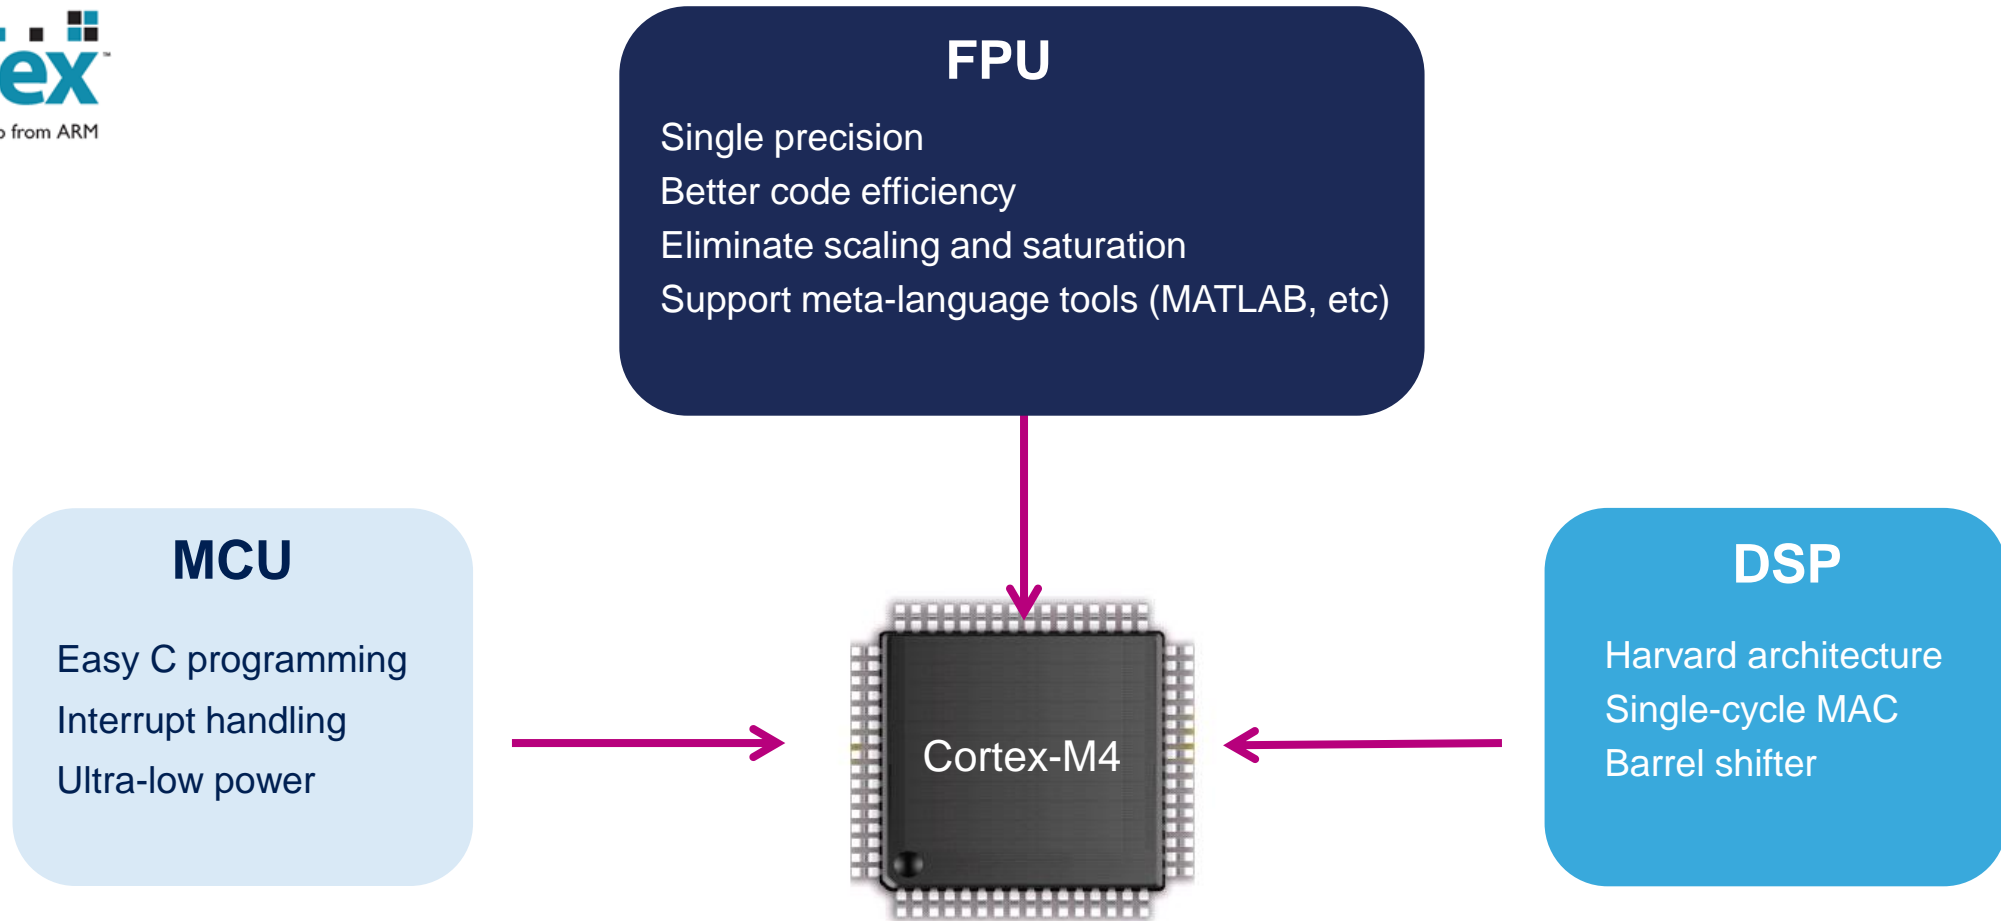 ex™
from ARM
FPU
Single precision
Better code efficiency
Eliminate scaling and saturation
Support meta-language tools (MATLAB, etc)
MCU
Easy C programming
Interrupt handling
Ultra-low power
Cortex-M4
DSP
Harvard architecture
Single-cycle MAC
Barrel shifter